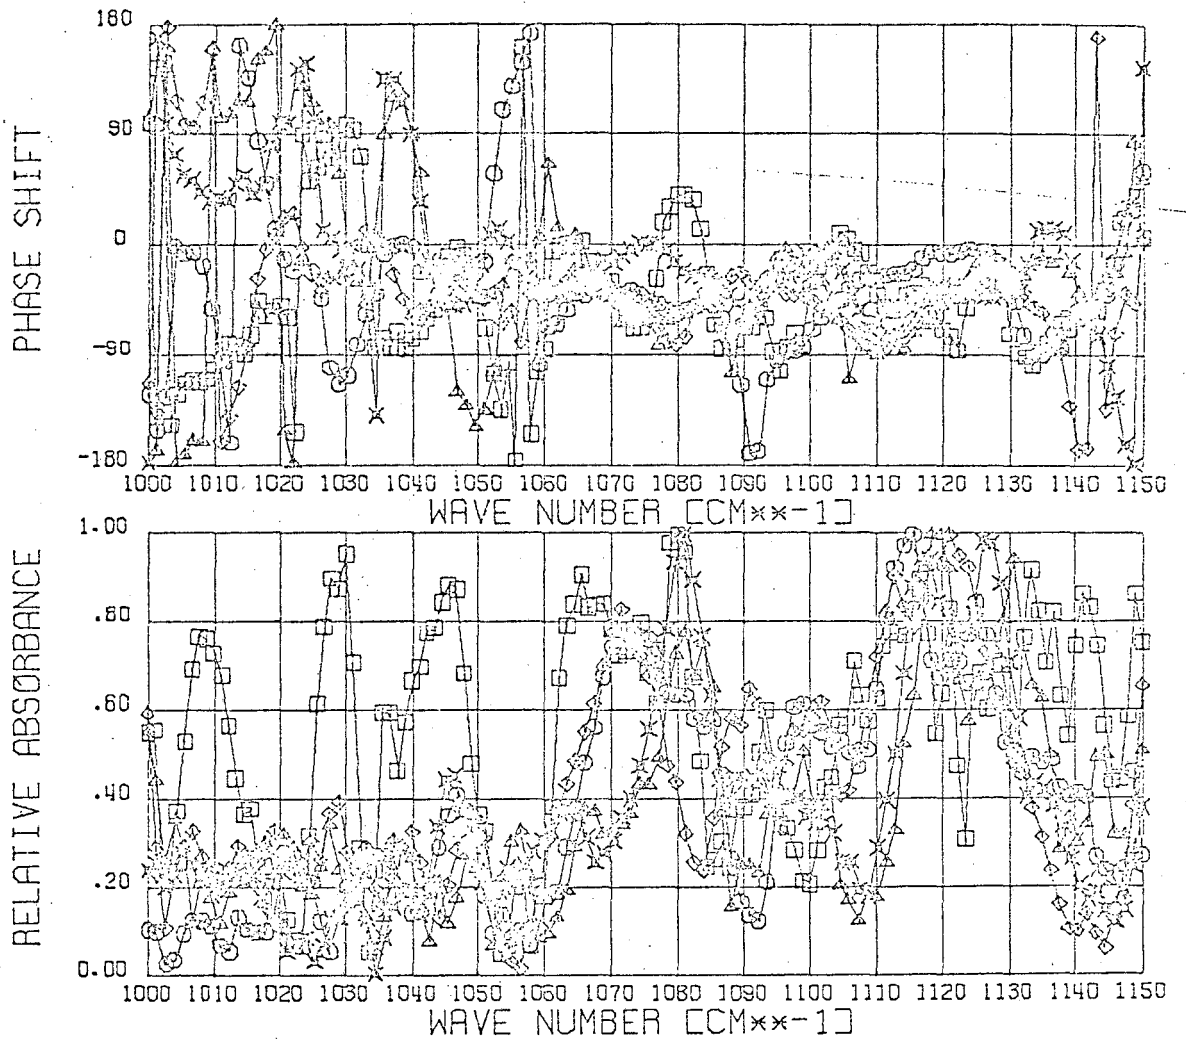 180
90
0
-90
-180
PHASE SHIFT
1000 1010 1020 1030 1040 1050 1060 1070 1080 1090 1100 1110 1120 1130 1140 1150
WAVE NUMBER [CM**-1]
1.00
.80
.60
.40
.20
0.00
RELATIVE ABSORBANCE
1000 1010 1020 1030 1040 1050 1060 1070 1080 1090 1100 1110 1120 1130 1140 1150
WAVE NUMBER [CM**-1]